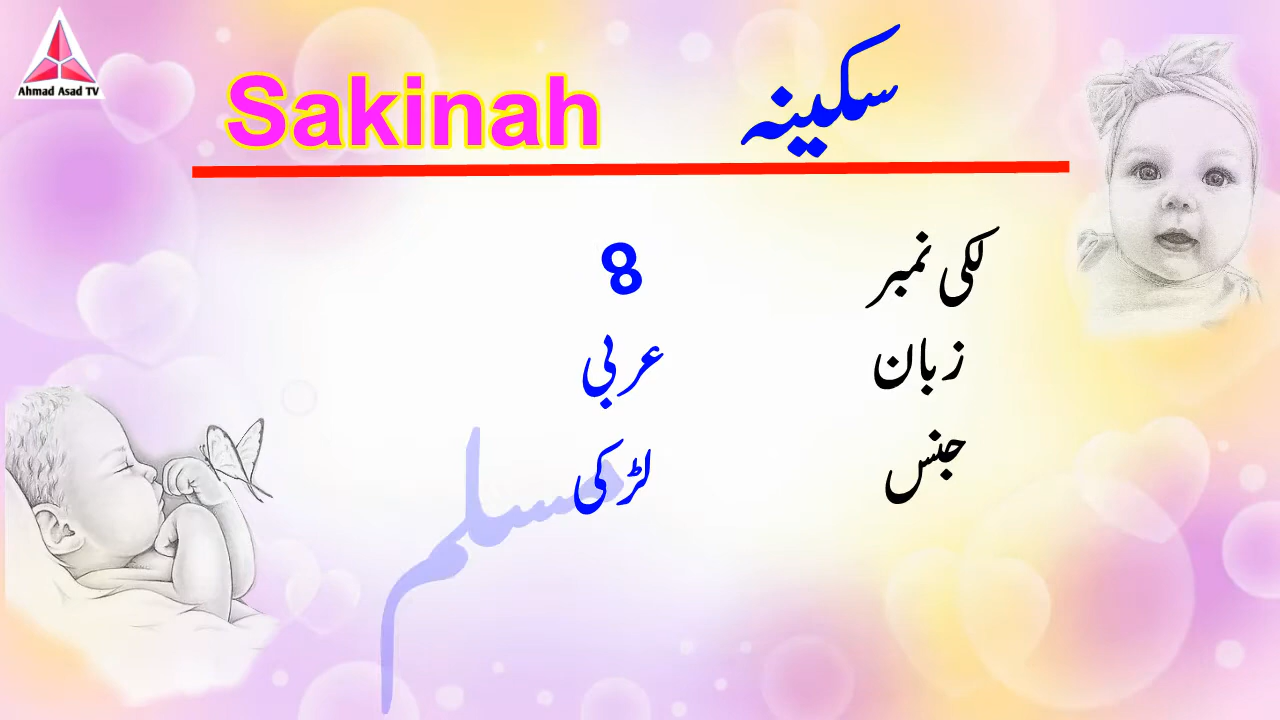 Ahmad Asad TV
Sakinah سکینہ
لکی نمبر 8
زبان عربی
جنس لڑکی
مسلم